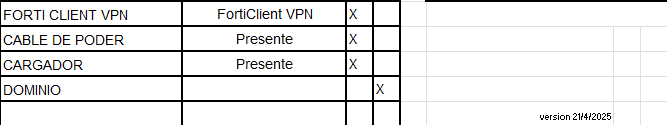 FORTI CLIENT VPN FortiClient VPN X
CABLE DE PODER Presente X
CARGADOR Presente X
DOMINIO X
version 21/4/2025